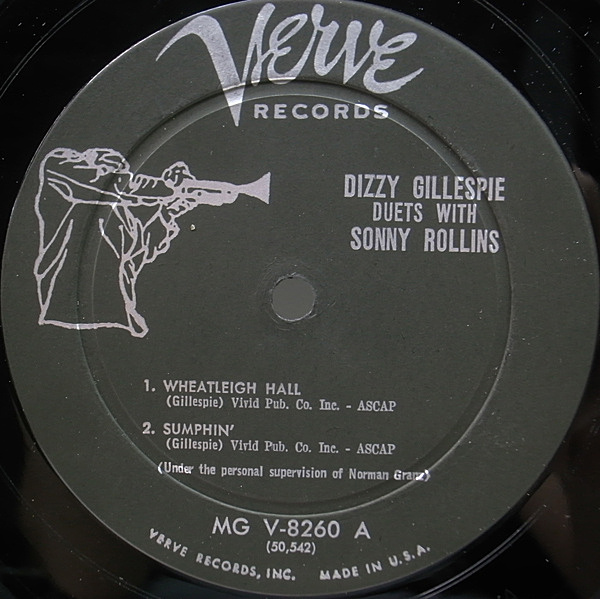 Verve
RECORDS
DIZZY GILLESPIE
DUETS WITH
SONNY ROLLINS
1. WHEATLEIGH HALL
(Gillespie) Vivid Pub. Co. Inc. - ASCAP
2. SUMPHIN'
(Gillespie) Vivid Pub. Co. Inc. - ASCAP
(Under the personal supervision of Norman Granz)
MG V-8260 A
(50,542)
VERVE RECORDS, INC. MADE IN U.S.A.